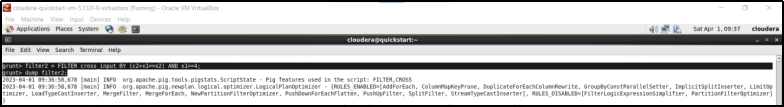 cloudera-quickstart-vm-5.13.0-0-virtualbox [Running] - Oracle VM VirtualBox
File Machine View Input Devices Help
Applications Places System Sat Apr 1, 09:37 cloudera
cloudera@quickstart:~
File Edit View Search Terminal Help
grunt> filter2 = FILTER cross_input BY ((c2+x1==x2) AND x1==4;
grunt> dump filter2;
2023-04-01 09:36:58,678 [main] INFO org.apache.pig.tools.pigstats.ScriptState - Pig features used in the script: FILTER,CROSS
2023-04-01 09:36:58,678 [main] INFO org.apache.pig.newplan.logical.optimizer.LogicalPlanOptimizer - {RULES_ENABLED=[AddForEach, ColumnMapKeyPrune, DuplicateForEachColumnRewrite, GroupByConstParallelSetter, ImplicitSplitInserter, LimitOp
timizer, LoadTypeCastInserter, MergeFilter, MergeForEach, NewPartitionFilterOptimizer, PushDownForEachFlatten, PushUpFilter, SplitFilter, StreamTypeCastInserter], RULES_DISABLED=[FilterLogicExpressionSimplifier, PartitionFilterOptimizer]
}